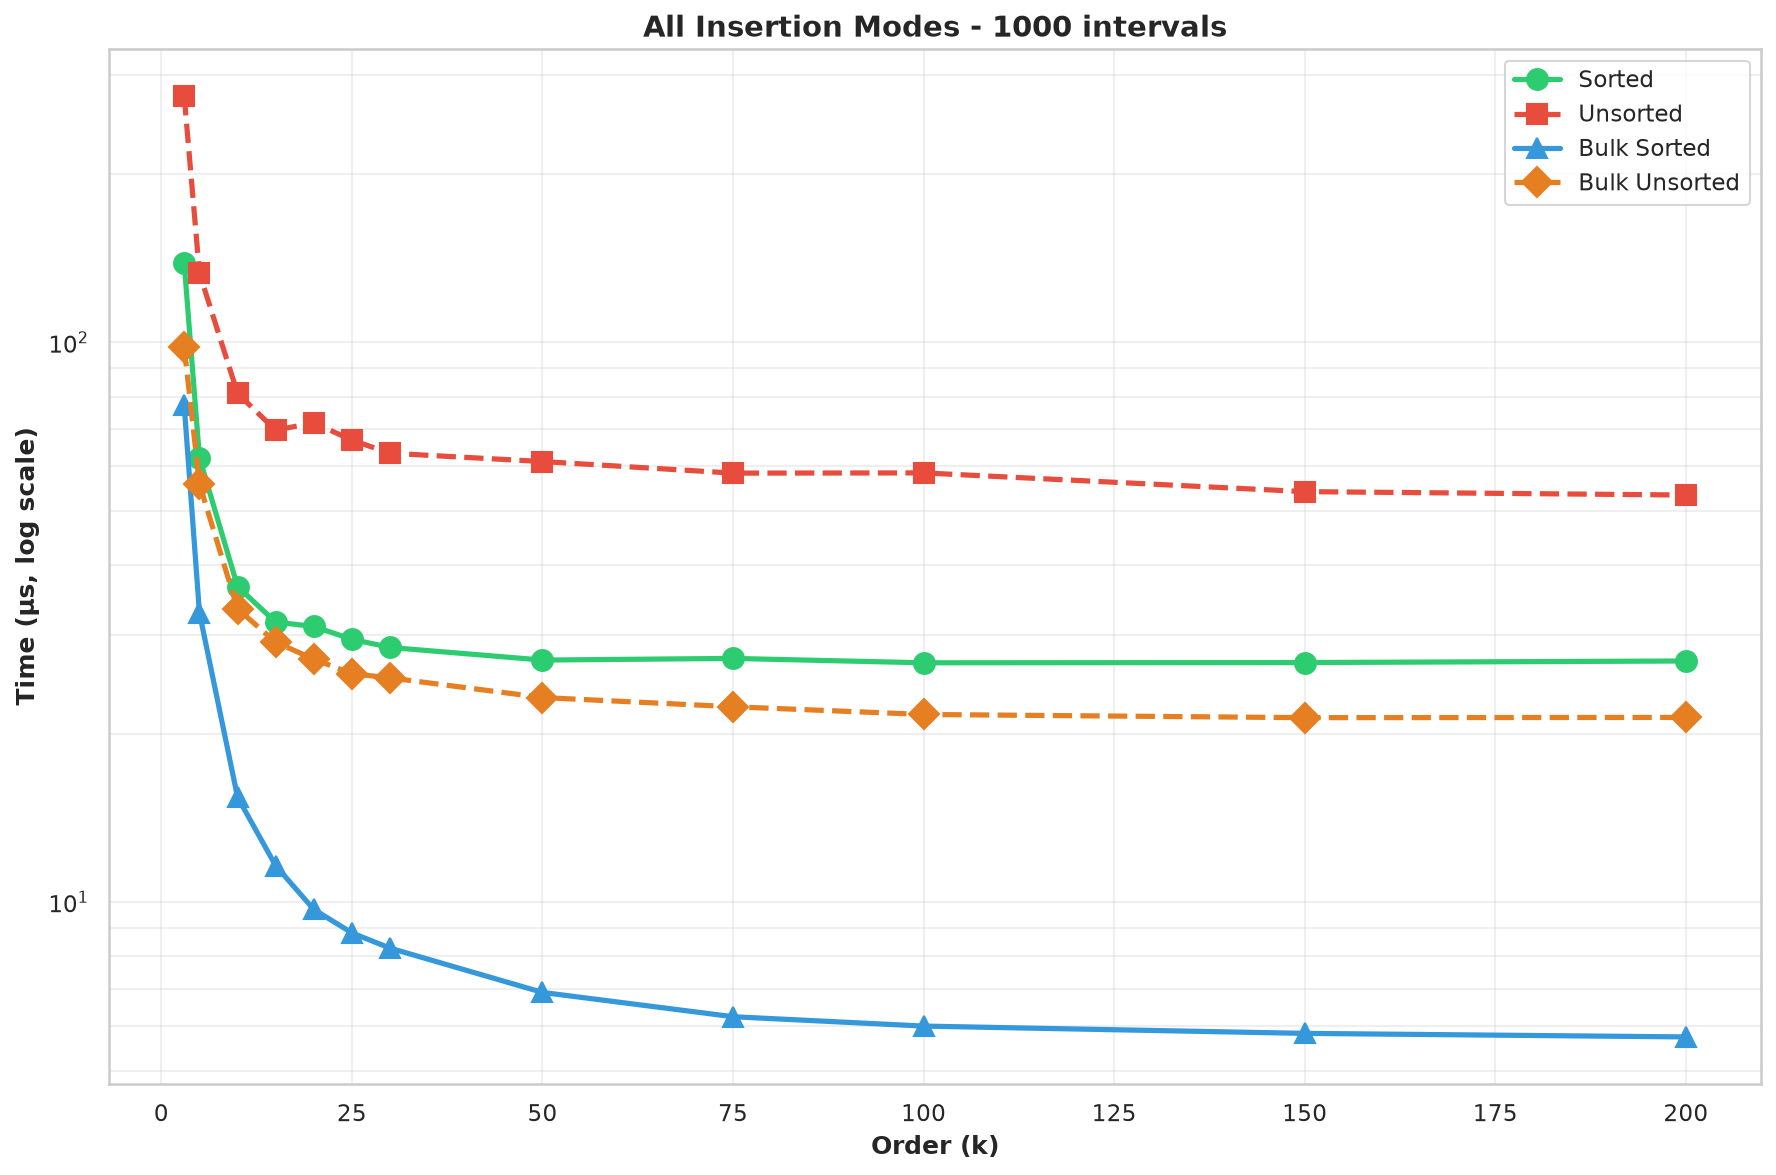 All Insertion Modes - 1000 intervals
Sorted
Unsorted
Bulk Sorted
Bulk Unsorted
Time (µs, log scale)
10²
10¹
0 25 50 75 100 125 150 175 200
Order (k)